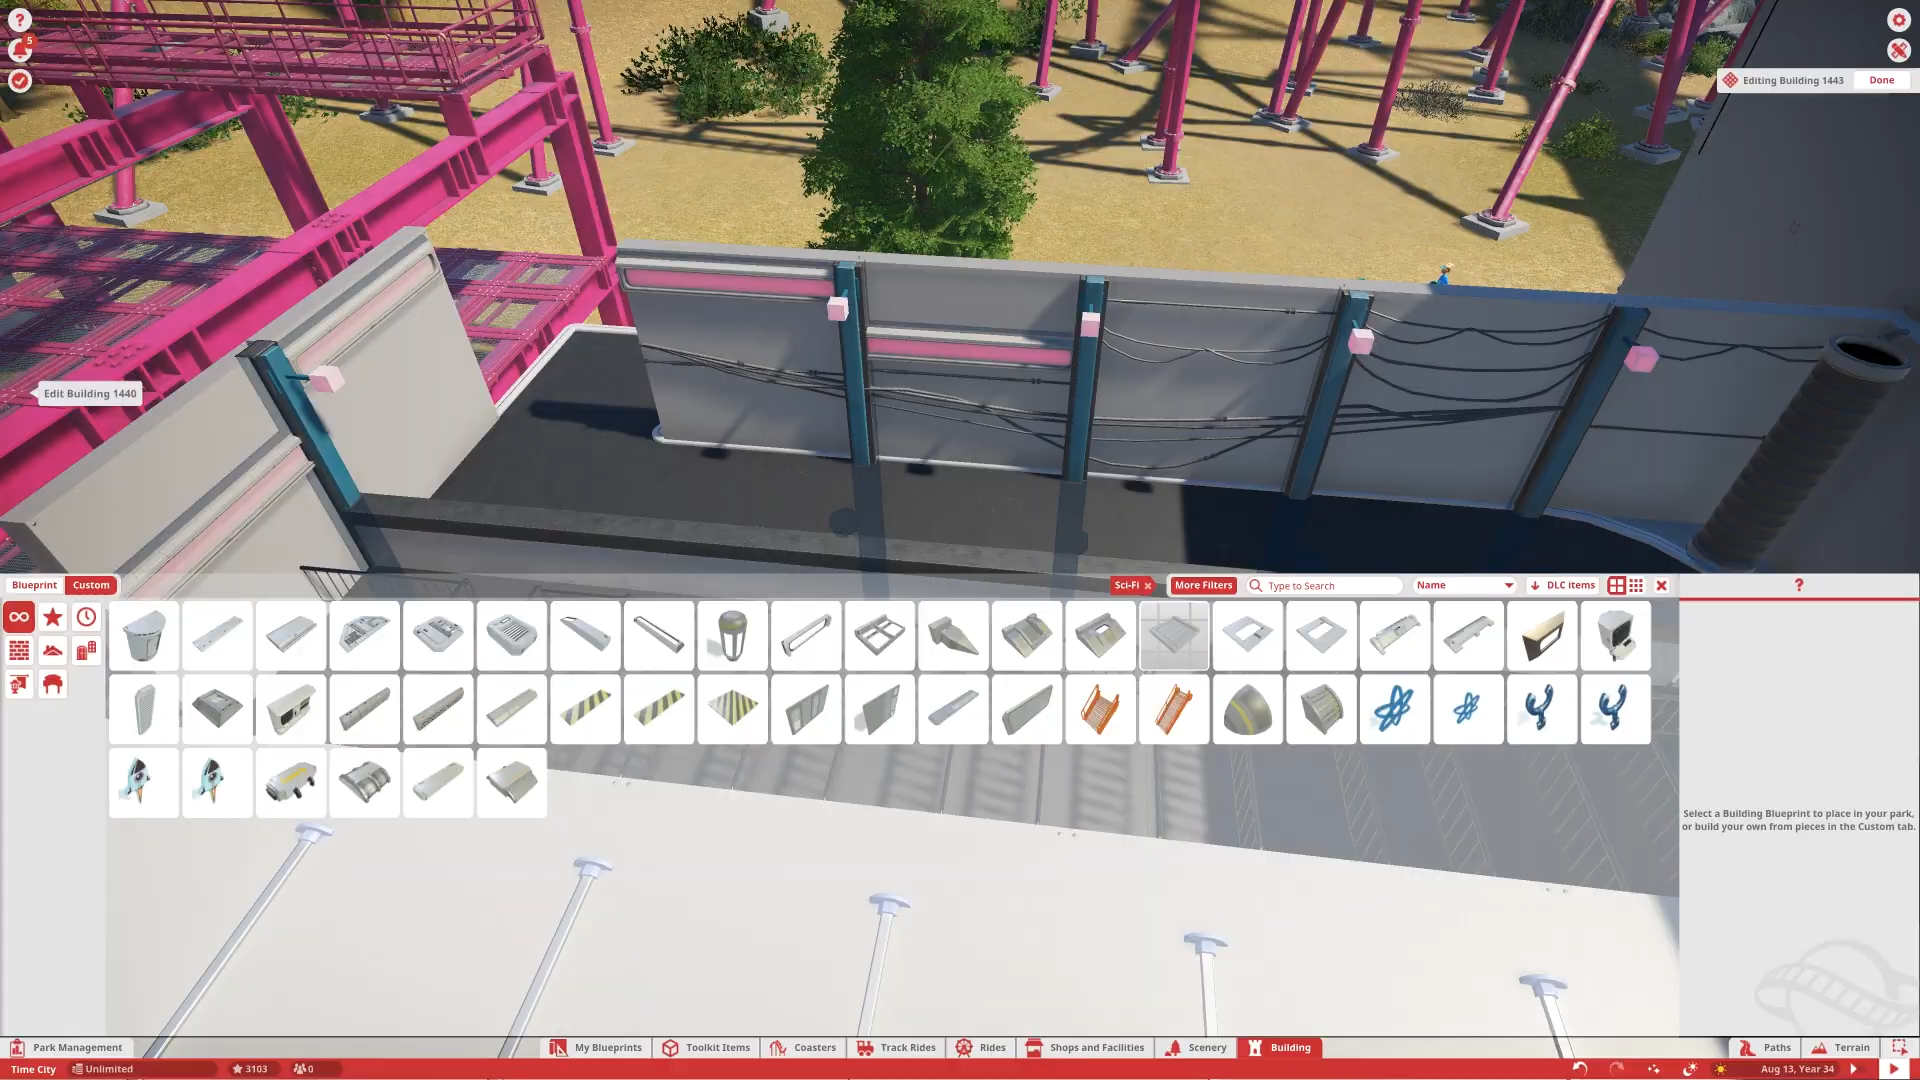 ?
5
Editing Building 1443
Done
Edit Building 1440
Blueprint
Custom
Sci-Fi
More Filters
Type to Search
Name
DLC items
?
Select a Building Blueprint to place in your park,
or build your own from pieces in the Custom tab.
Park Management
My Blueprints
Toolkit Items
Coasters
Track Rides
Rides
Shops and Facilities
Scenery
Building
Paths
Terrain
Time City
Unlimited
3103
0
Aug 13, Year 34